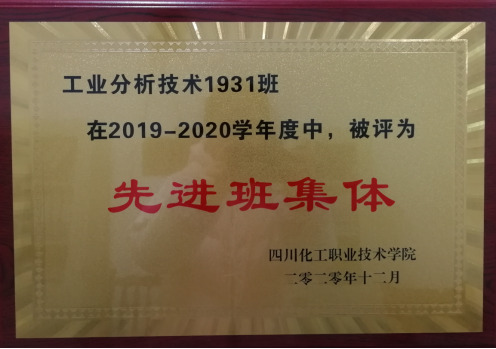 工业分析技术1931班
在2019-2020学年度中，被评为
先进班集体
四川化工职业技术学院
二零二零年十二月